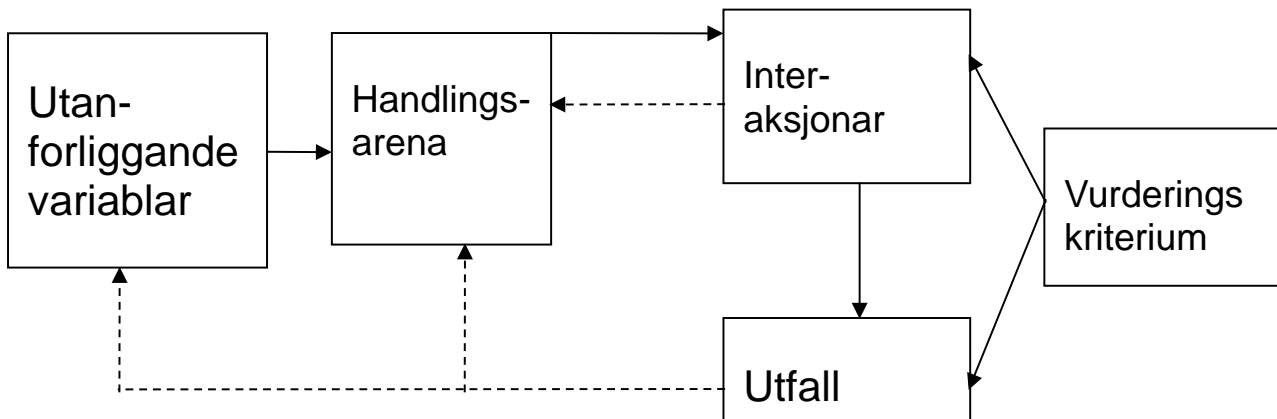 Utan-
forliggande
variablar
Handlings-
arena
Inter-
aksjonar
Vurderings
kriterium
Utfall